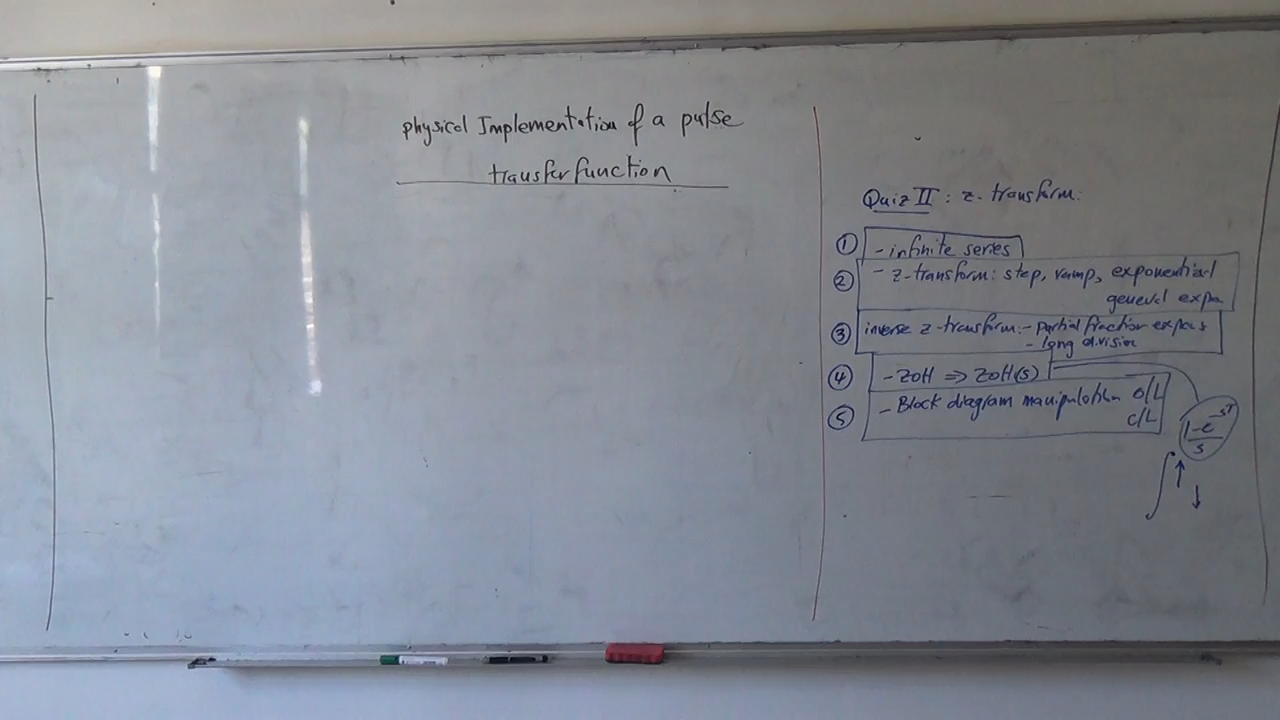 physical Implementation of a pulse
transfer function
Quiz II : z-transform:
① - infinite series
② - z-transform: step, ramp, exponential
general expo
③ inverse z-transform: - partial fraction expans
- long division
④ - ZOH ⇒ ZOH(s)
⑤ - Block diagram manipulation O/L
C/L
1-e^-sT
s
∫ ↑ ↓